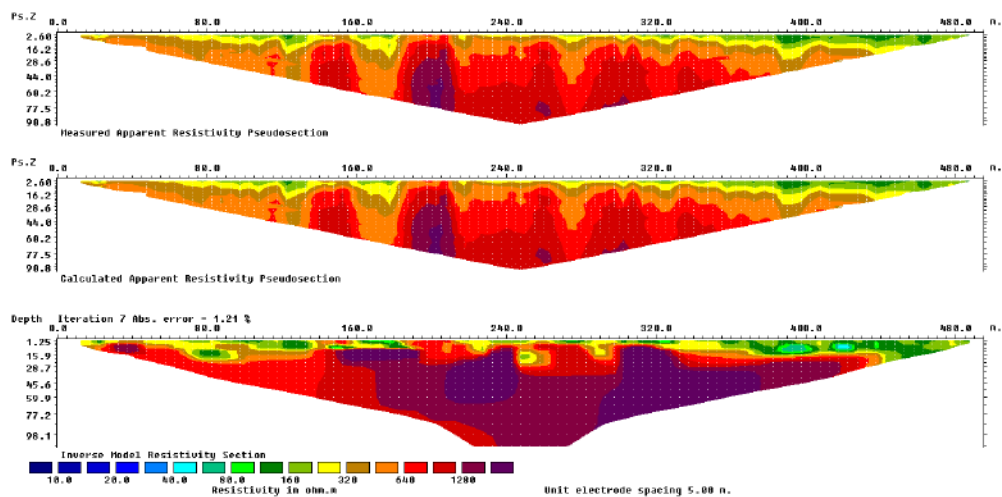 Ps.Z 0.0 80.0 160.0 240.0 320.0 400.0 480.0 m.
2.60
16.2
28.6
44.0
60.2
77.5
98.8
Measured Apparent Resistivity Pseudosection
Ps.Z 0.0 80.0 160.0 240.0 320.0 400.0 480.0 m.
2.60
16.2
28.6
44.0
60.2
77.5
98.8
Calculated Apparent Resistivity Pseudosection
Depth Iteration 7 Abs. error = 1.21 %
0.0 80.0 160.0 240.0 320.0 400.0 480.0 m.
1.25
15.9
28.7
45.6
59.9
77.2
98.1
Inverse Model Resistivity Section
10.0 20.0 40.0 80.0 160 320 640 1280
Resistivity in ohm.m Unit electrode spacing 5.00 m.